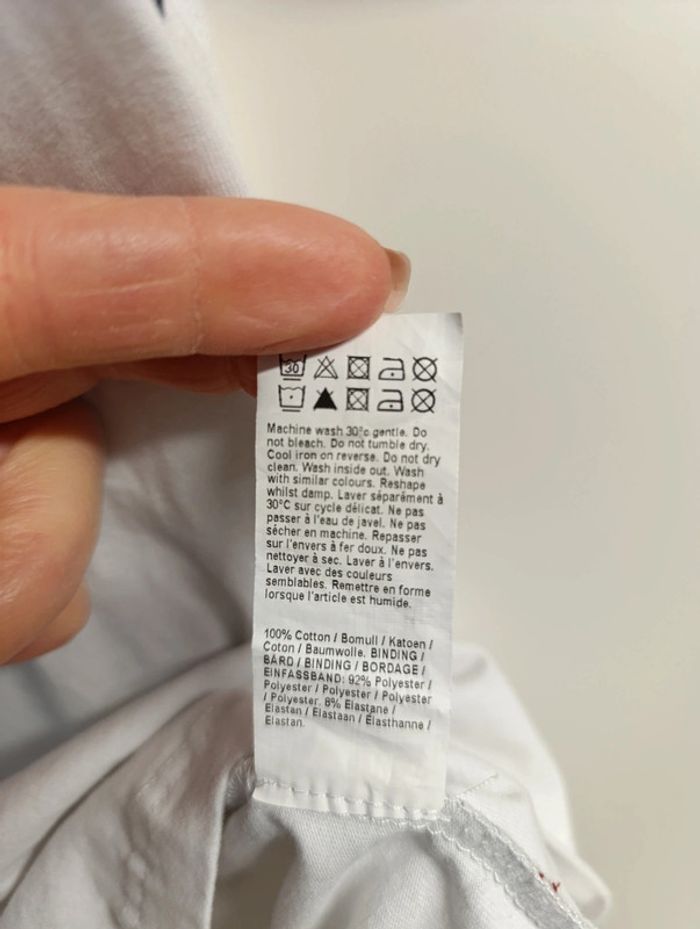 30
Machine wash 30°c gentle. Do
not bleach. Do not tumble dry.
Cool iron on reverse. Do not dry
clean. Wash inside out. Wash
with similar colours. Reshape
whilst damp. Laver séparément à
30°C sur cycle délicat. Ne pas
passer à l'eau de javel. Ne pas
sécher en machine. Repasser
sur l'envers à fer doux. Ne pas
nettoyer à sec. Laver à l'envers.
Laver avec des couleurs
semblables. Remettre en forme
lorsque l'article est humide.
100% Cotton / Bomull / Katoen /
Coton / Baumwolle. BINDING /
BÅRD / BINDING / BORDAGE /
EINFASSBAND: 92% Polyester /
Polyester / Polyester / Polyester
/ Polyester. 8% Elastane /
Elastan / Elastaan / Élasthanne /
Elastan.